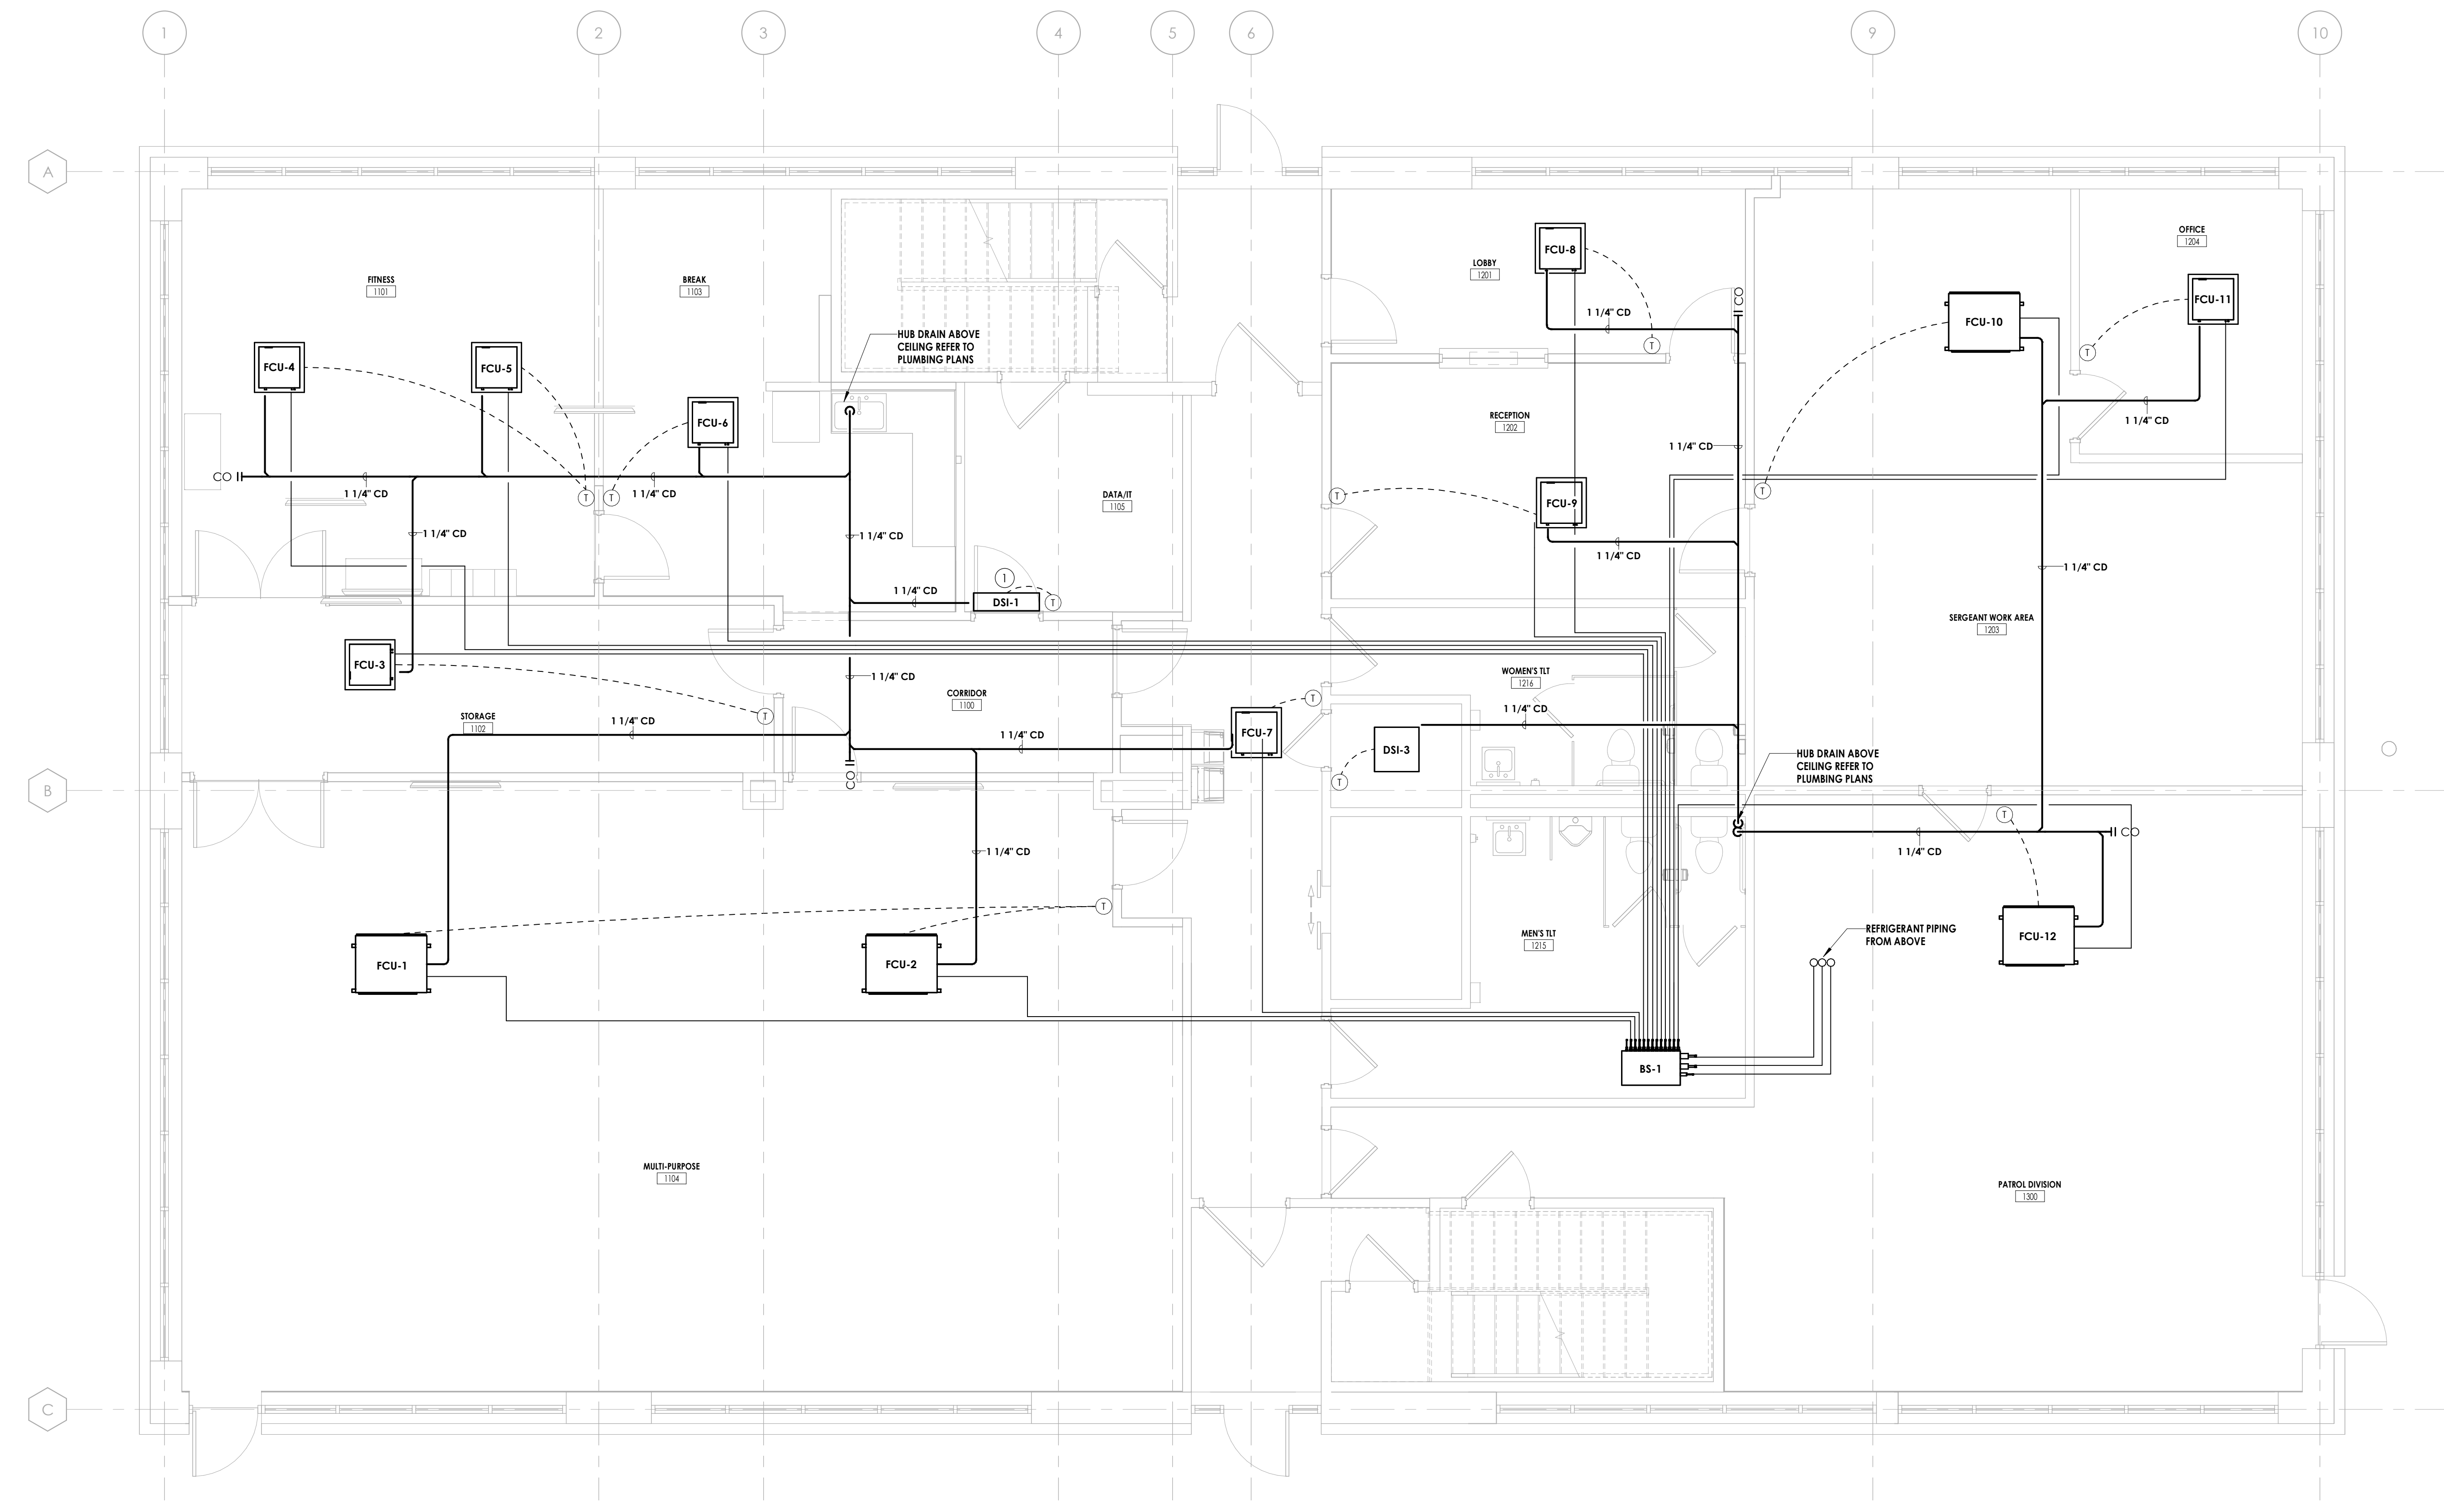 1
2
3
4
5
6
9
10
A
OFFICE
1204
FCU-8
LOBBY
1201
FITNESS
1101
BREAK
1103
FCU-11
CO
1 1/4" CD
FCU-10
HUB DRAIN ABOVE
CEILING REFER TO
PLUMBING PLANS
T
T
FCU-4
FCU-5
FCU-6
RECEPTION
1202
1 1/4" CD
1 1/4" CD
CO
1 1/4" CD
T
T
1 1/4" CD
DATA/IT
1105
T
FCU-9
T
1 1/4" CD
1 1/4" CD
1 1/4" CD
1 1/4" CD
1
1 1/4" CD
DSI-1
T
SERGEANT WORK AREA
1203
FCU-3
1 1/4" CD
WOMEN'S TLT
1216
CORRIDOR
1100
T
STORAGE
1102
T
1 1/4" CD
1 1/4" CD
FCU-7
1 1/4" CD
DSI-3
HUB DRAIN ABOVE
CEILING REFER TO
PLUMBING PLANS
CO
T
B
T
CO
1 1/4" CD
1 1/4" CD
T
FCU-1
FCU-2
MEN'S TLT
1215
REFRIGERANT PIPING
FROM ABOVE
FCU-12
BS-1
MULTI-PURPOSE
1104
PATROL DIVISION
1300
C